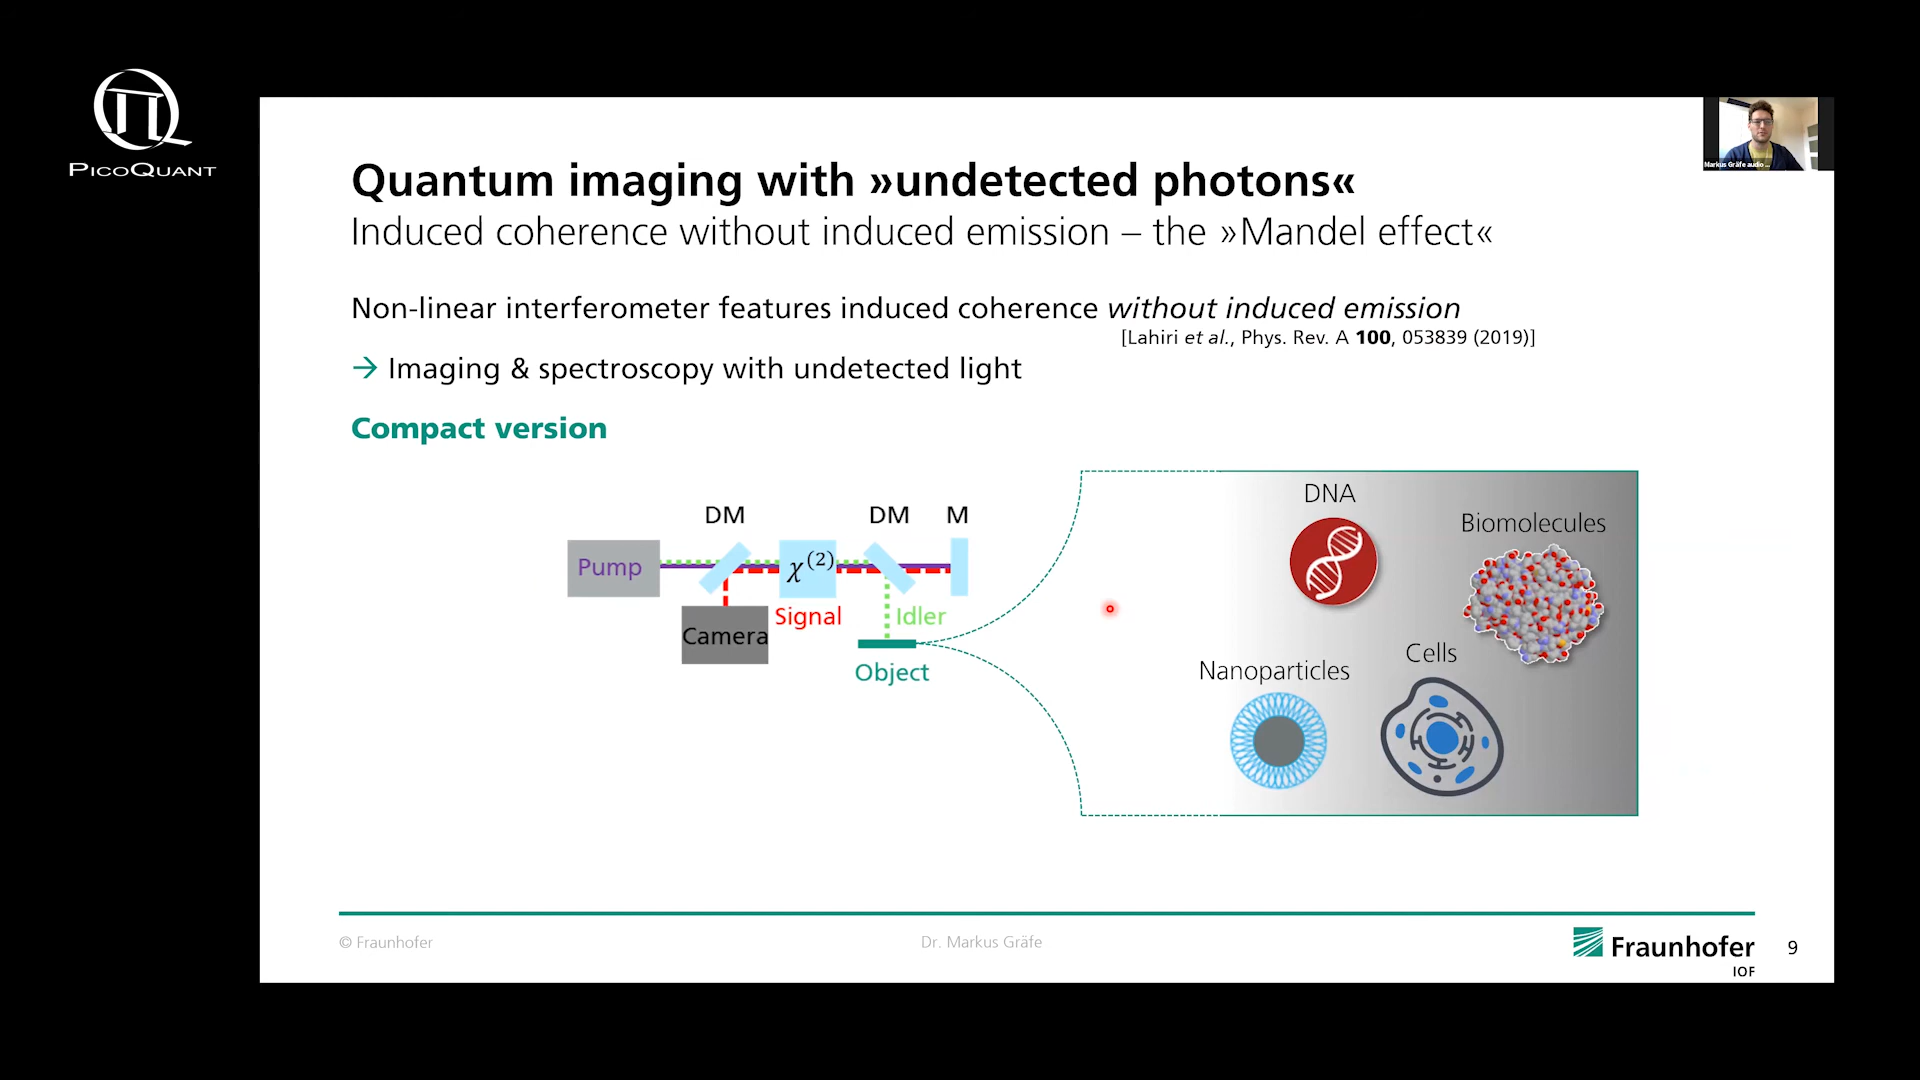 PICOQUANT
Markus Gräfe audio ...
Quantum imaging with »undetected photons«
Induced coherence without induced emission – the »Mandel effect«
Non-linear interferometer features induced coherence without induced emission
[Lahiri et al., Phys. Rev. A 100, 053839 (2019)]
→ Imaging & spectroscopy with undetected light
Compact version
DM
DM
M
Pump
χ(2)
Signal
Idler
Camera
Object
DNA
Biomolecules
Nanoparticles
Cells
© Fraunhofer
Dr. Markus Gräfe
Fraunhofer
IOF
9